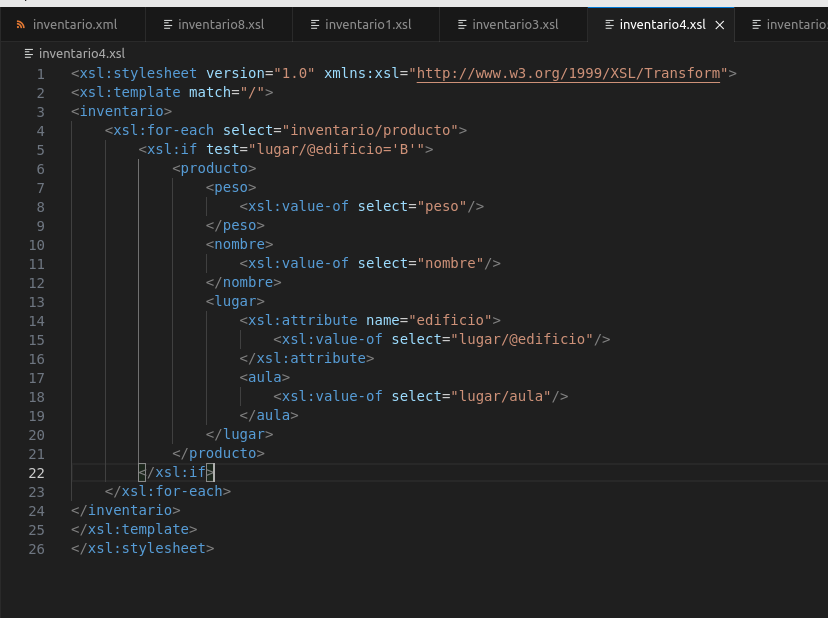 inventario.xml inventario8.xsl inventario1.xsl inventario3.xsl inventario4.xsl inventario
inventario4.xsl
1 <xsl:stylesheet version="1.0" xmlns:xsl="http://www.w3.org/1999/XSL/Transform">
2 <xsl:template match="/">
3 <inventario>
4 <xsl:for-each select="inventario/producto">
5 <xsl:if test="lugar/@edificio='B'">
6 <producto>
7 <peso>
8 <xsl:value-of select="peso"/>
9 </peso>
10 <nombre>
11 <xsl:value-of select="nombre"/>
12 </nombre>
13 <lugar>
14 <xsl:attribute name="edificio">
15 <xsl:value-of select="lugar/@edificio"/>
16 </xsl:attribute>
17 <aula>
18 <xsl:value-of select="lugar/aula"/>
19 </aula>
20 </lugar>
21 </producto>
22 </xsl:if>
23 </xsl:for-each>
24 </inventario>
25 </xsl:template>
26 </xsl:stylesheet>